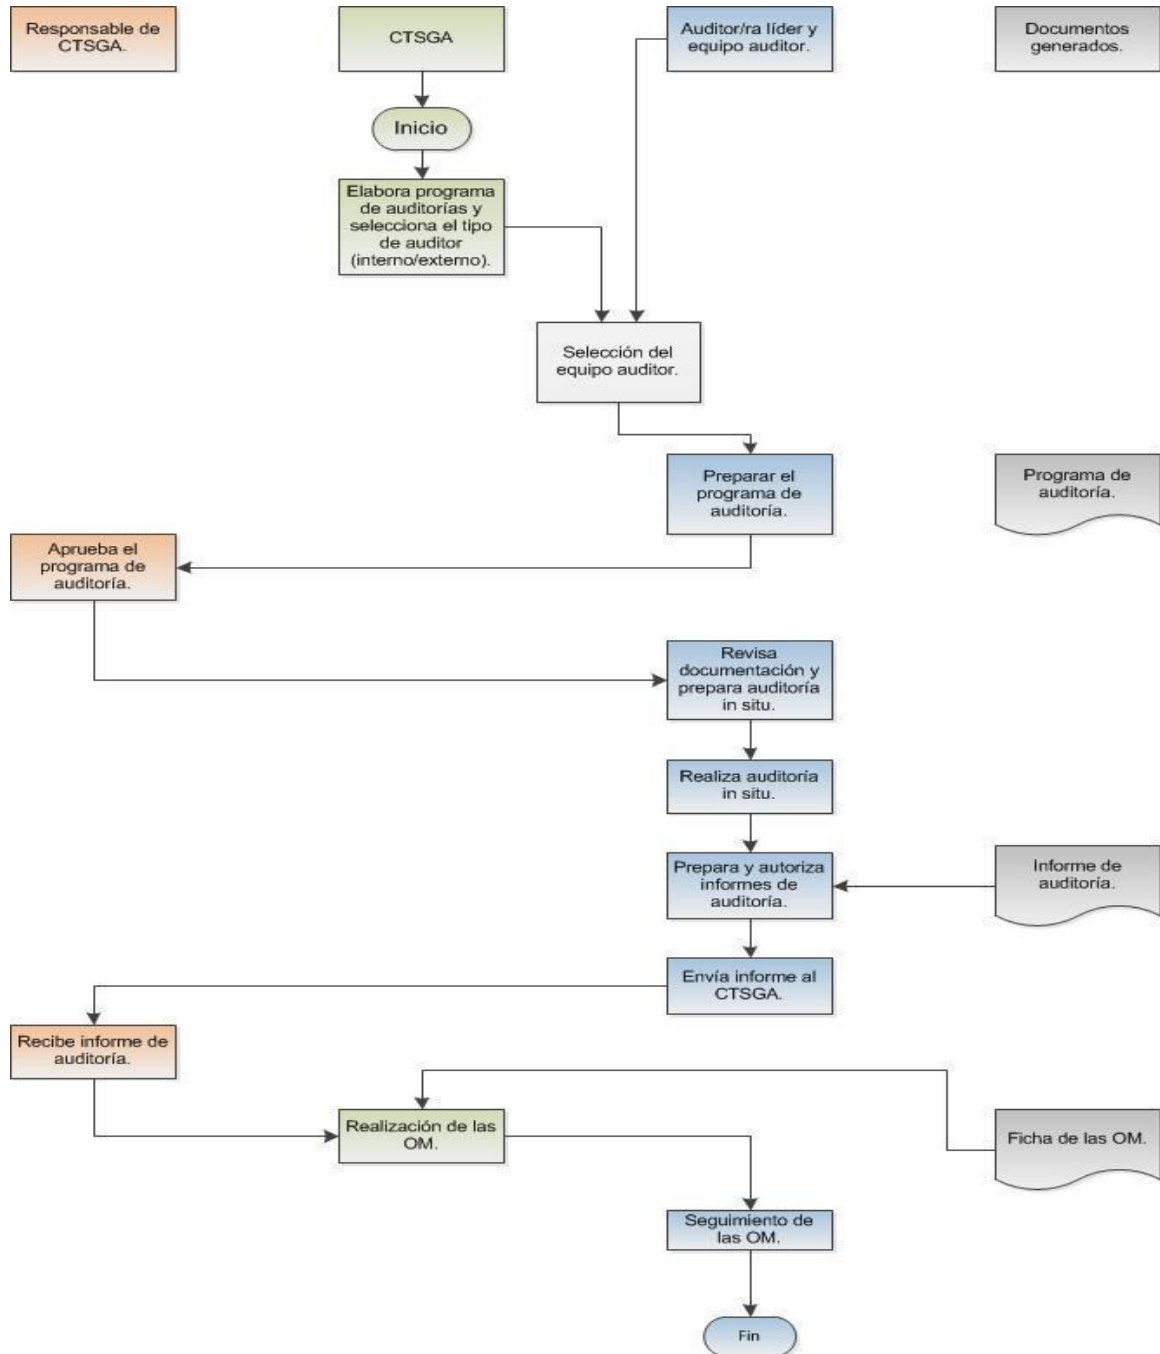 Responsable de
CTSGA.
CTSGA
Auditor/ra líder y
equipo auditor.
Documentos
generados.
Inicio
Elabora programa
de auditorías y
selecciona el tipo
de auditor
(interno/externo).
Selección del
equipo auditor.
Preparar el
programa de
auditoría.
Programa de
auditoría.
Aprueba el
programa de
auditoría.
Revisa
documentación y
prepara auditoría
in situ.
Realiza auditoría
in situ.
Prepara y autoriza
informes de
auditoría.
Informe de
auditoría.
Envía informe al
CTSGA.
Recibe informe de
auditoría.
Realización de las
OM.
Ficha de las OM.
Seguimiento de
las OM.
Fin